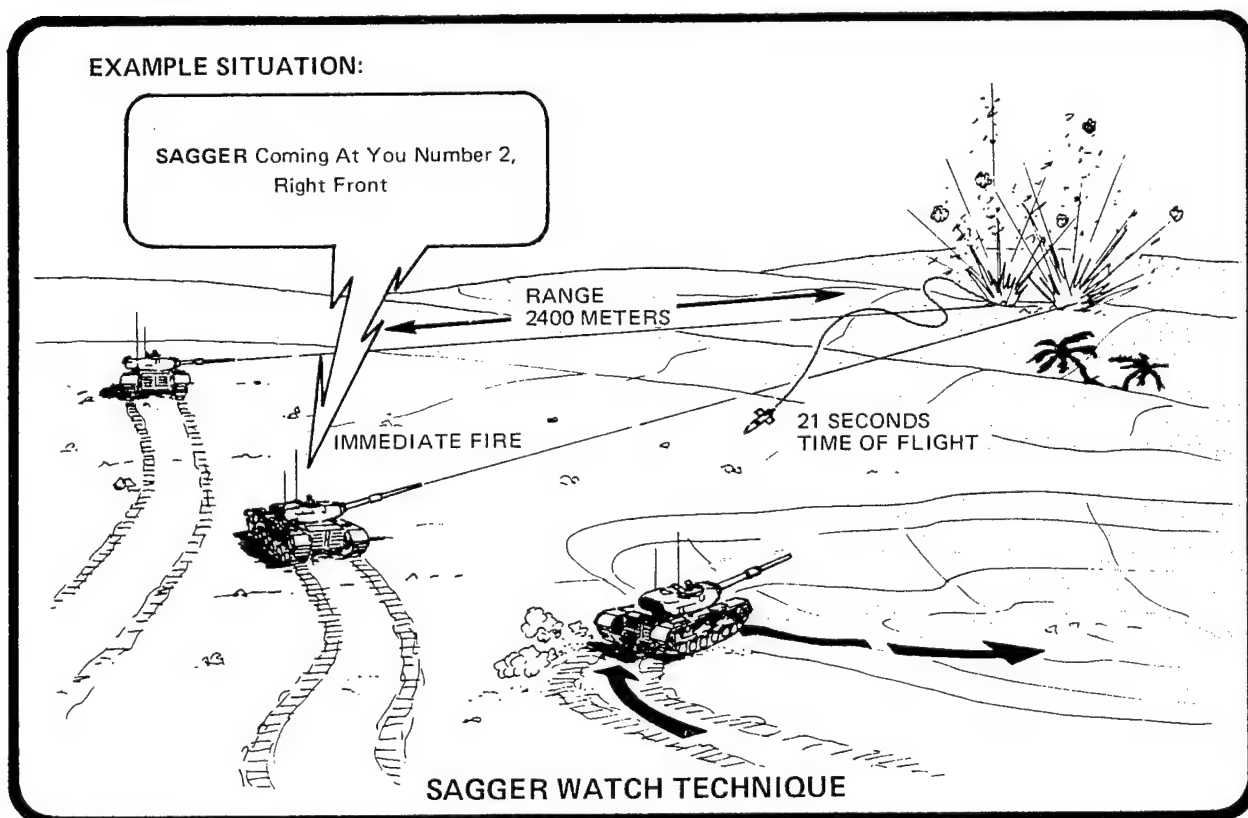 EXAMPLE SITUATION:
SAGGER Coming At You Number 2,
Right Front
RANGE
2400 METERS
IMMEDIATE FIRE
21 SECONDS
TIME OF FLIGHT
SAGGER WATCH TECHNIQUE